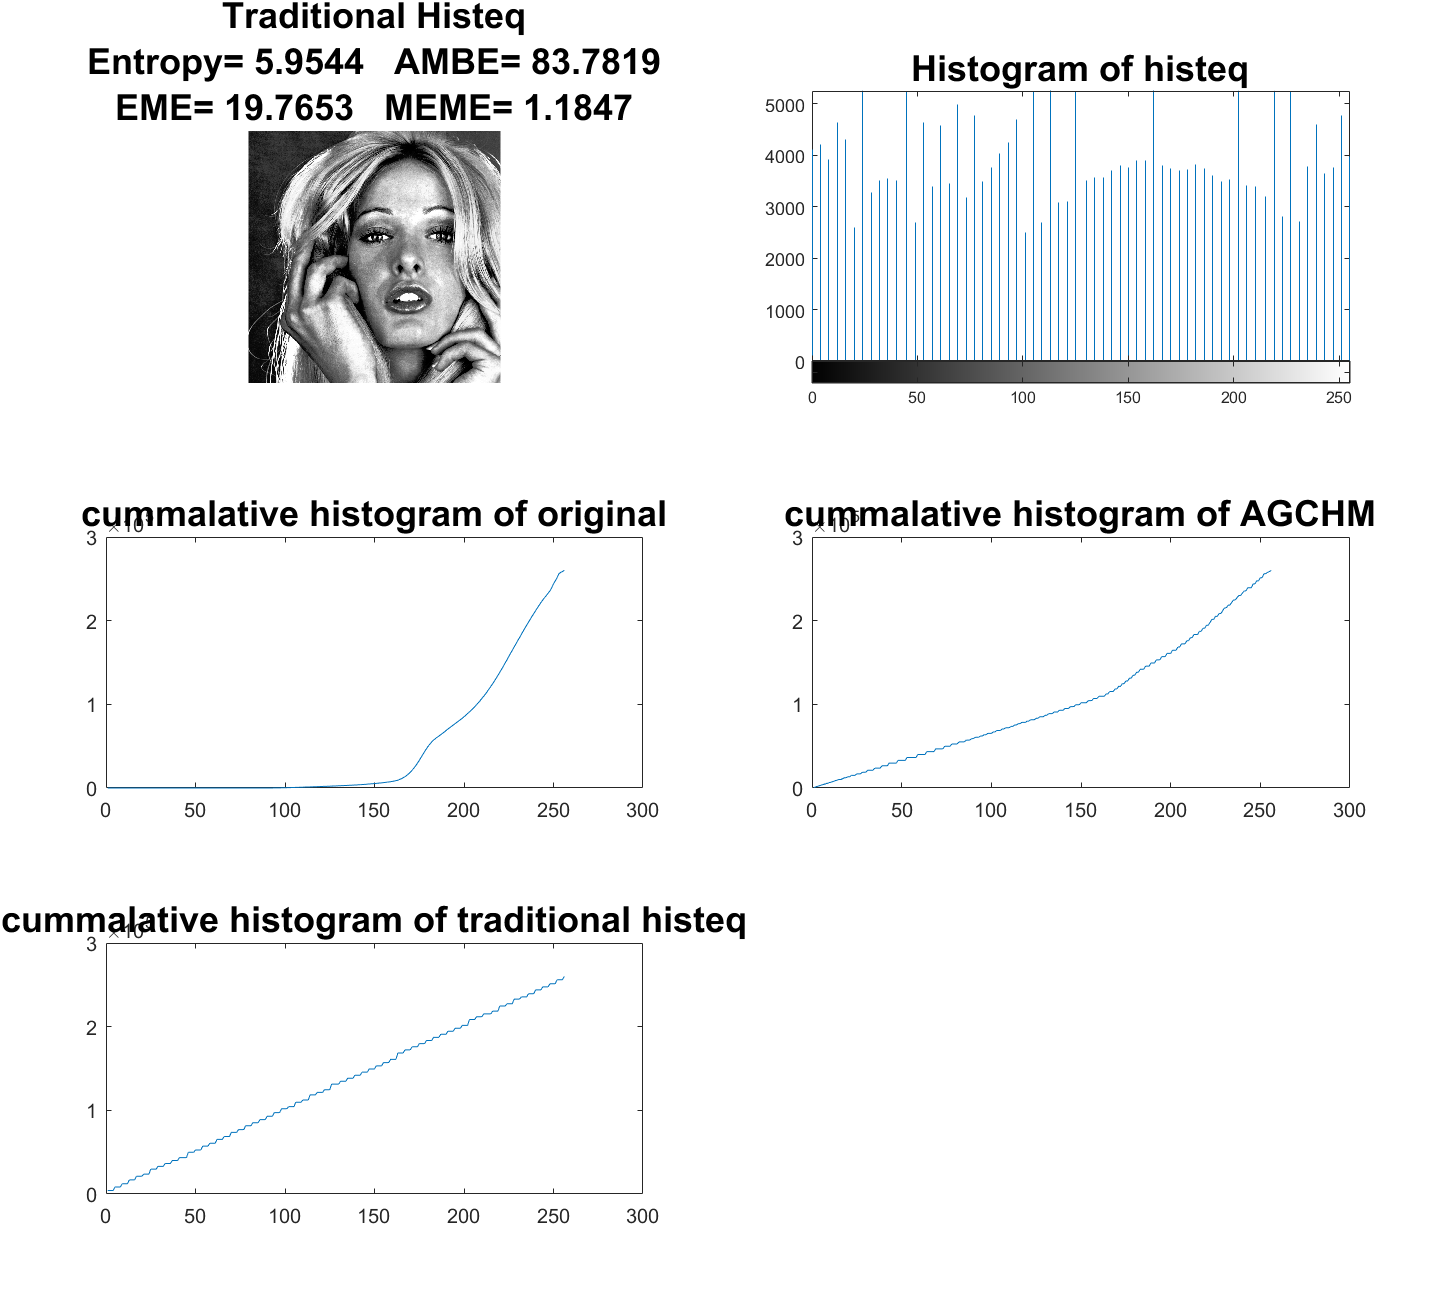 Traditional Histeq
Entropy= 5.9544 AMBE= 83.7819
EME= 19.7653 MEME= 1.1847
Histogram of histeq
5000
4000
3000
2000
1000
0
0 50 100 150 200 250
cummalative histogram of original
3
2
1
0
0 50 100 150 200 250 300
cummalative histogram of AGCHM
3
2
1
0
0 50 100 150 200 250 300
cummalative histogram of traditional histeq
3
2
1
0
0 50 100 150 200 250 300